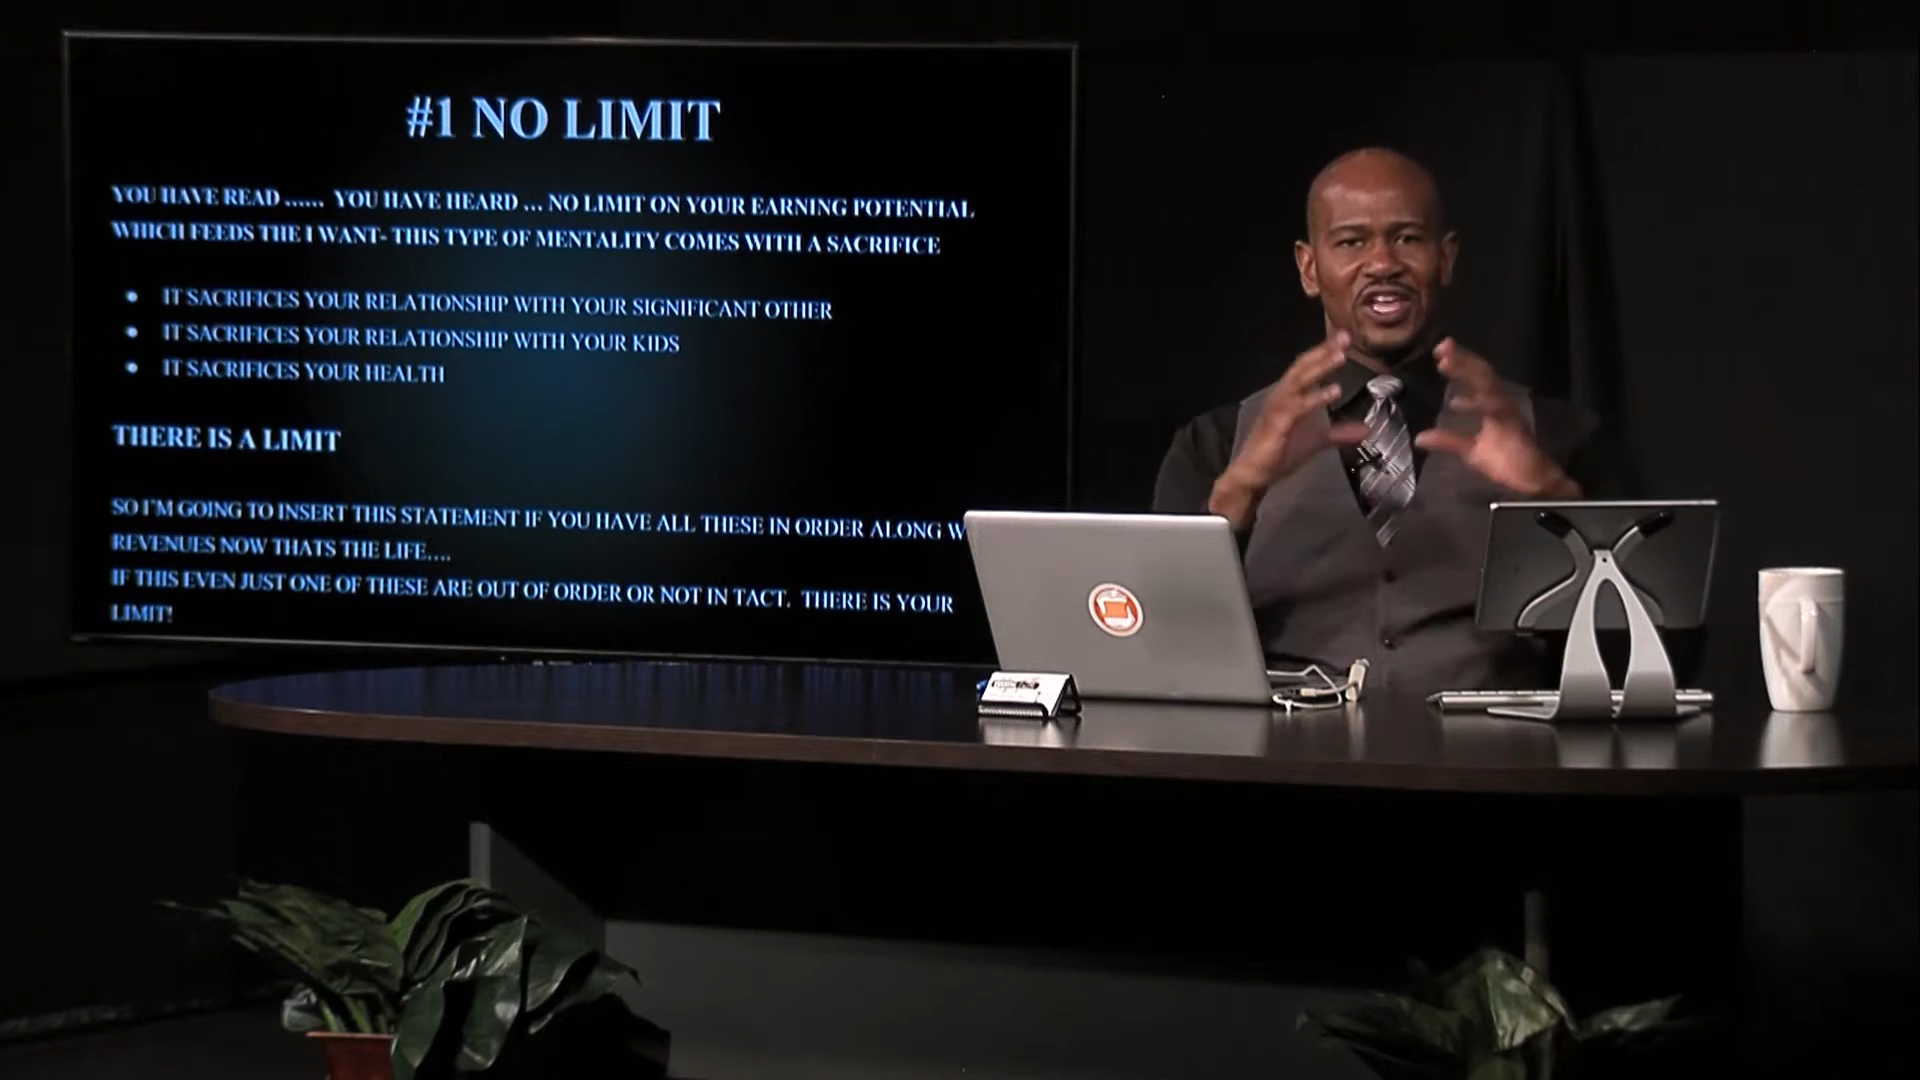 #1 NO LIMIT
YOU HAVE READ ...... YOU HAVE HEARD ... NO LIMIT ON YOUR EARNING POTENTIAL
WHICH FEEDS THE I WANT- THIS TYPE OF MENTALITY COMES WITH A SACRIFICE
● IT SACRIFICES YOUR RELATIONSHIP WITH YOUR SIGNIFICANT OTHER
● IT SACRIFICES YOUR RELATIONSHIP WITH YOUR KIDS
● IT SACRIFICES YOUR HEALTH
THERE IS A LIMIT
SO I'M GOING TO INSERT THIS STATEMENT IF YOU HAVE ALL THESE IN ORDER ALONG W
REVENUES NOW THATS THE LIFE....
IF THIS EVEN JUST ONE OF THESE ARE OUT OF ORDER OR NOT IN TACT. THERE IS YOUR
LIMIT!